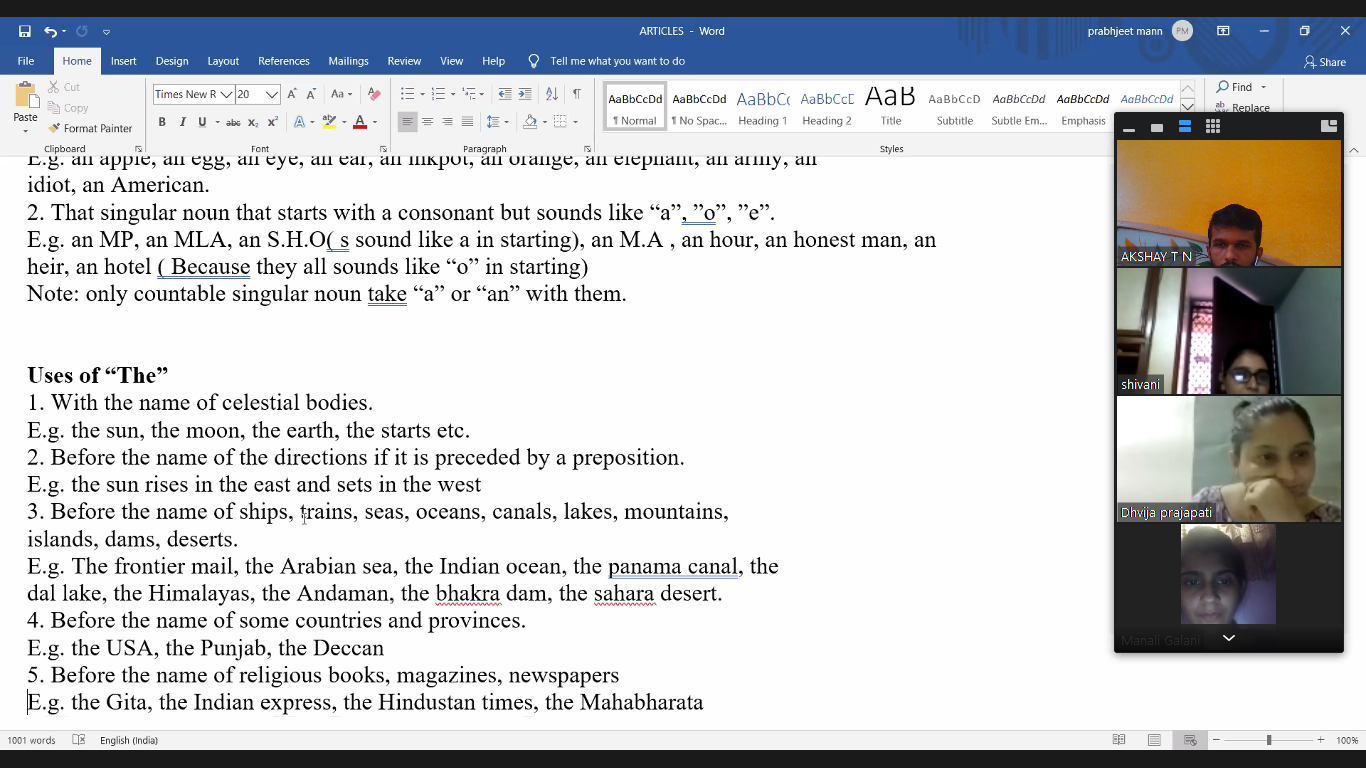 ARTICLES - Word
prabhjeet mann PM
File Home Insert Design Layout References Mailings Review View Help Tell me what you want to do Share
Paste
Cut
Copy
Format Painter
Clipboard
Times New R 20
Font
Paragraph
AaBbCcDd ¶ Normal
AaBbCcDd ¶ No Spac...
AaBbCc Heading 1
AaBbCcE Heading 2
AaB Title
AaBbCcD Subtitle
AaBbCcDd Subtle Em...
AaBbCcDd Emphasis
AaBbCcDd
Styles
Find
Replace
E.g. an apple, an egg, an eye, an ear, an inkpot, an orange, an elephant, an army, an
idiot, an American.
2. That singular noun that starts with a consonant but sounds like “a”, ”o”, ”e”.
E.g. an MP, an MLA, an S.H.O( s sound like a in starting), an M.A , an hour, an honest man, an
heir, an hotel ( Because they all sounds like “o” in starting)
Note: only countable singular noun take “a” or “an” with them.
Uses of “The”
1. With the name of celestial bodies.
E.g. the sun, the moon, the earth, the starts etc.
2. Before the name of the directions if it is preceded by a preposition.
E.g. the sun rises in the east and sets in the west
3. Before the name of ships, trains, seas, oceans, canals, lakes, mountains,
islands, dams, deserts.
E.g. The frontier mail, the Arabian sea, the Indian ocean, the panama canal, the
dal lake, the Himalayas, the Andaman, the bhakra dam, the sahara desert.
4. Before the name of some countries and provinces.
E.g. the USA, the Punjab, the Deccan
5. Before the name of religious books, magazines, newspapers
E.g. the Gita, the Indian express, the Hindustan times, the Mahabharata
AKSHAY T N
shivani
Dhvija prajapati
Manali Galani
1001 words English (India) 100%